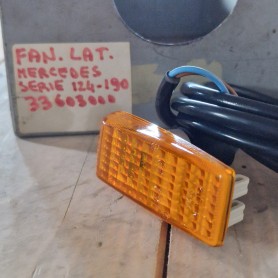 FAN. LAT.
MERCEDES
SERIE 124-190
33603000